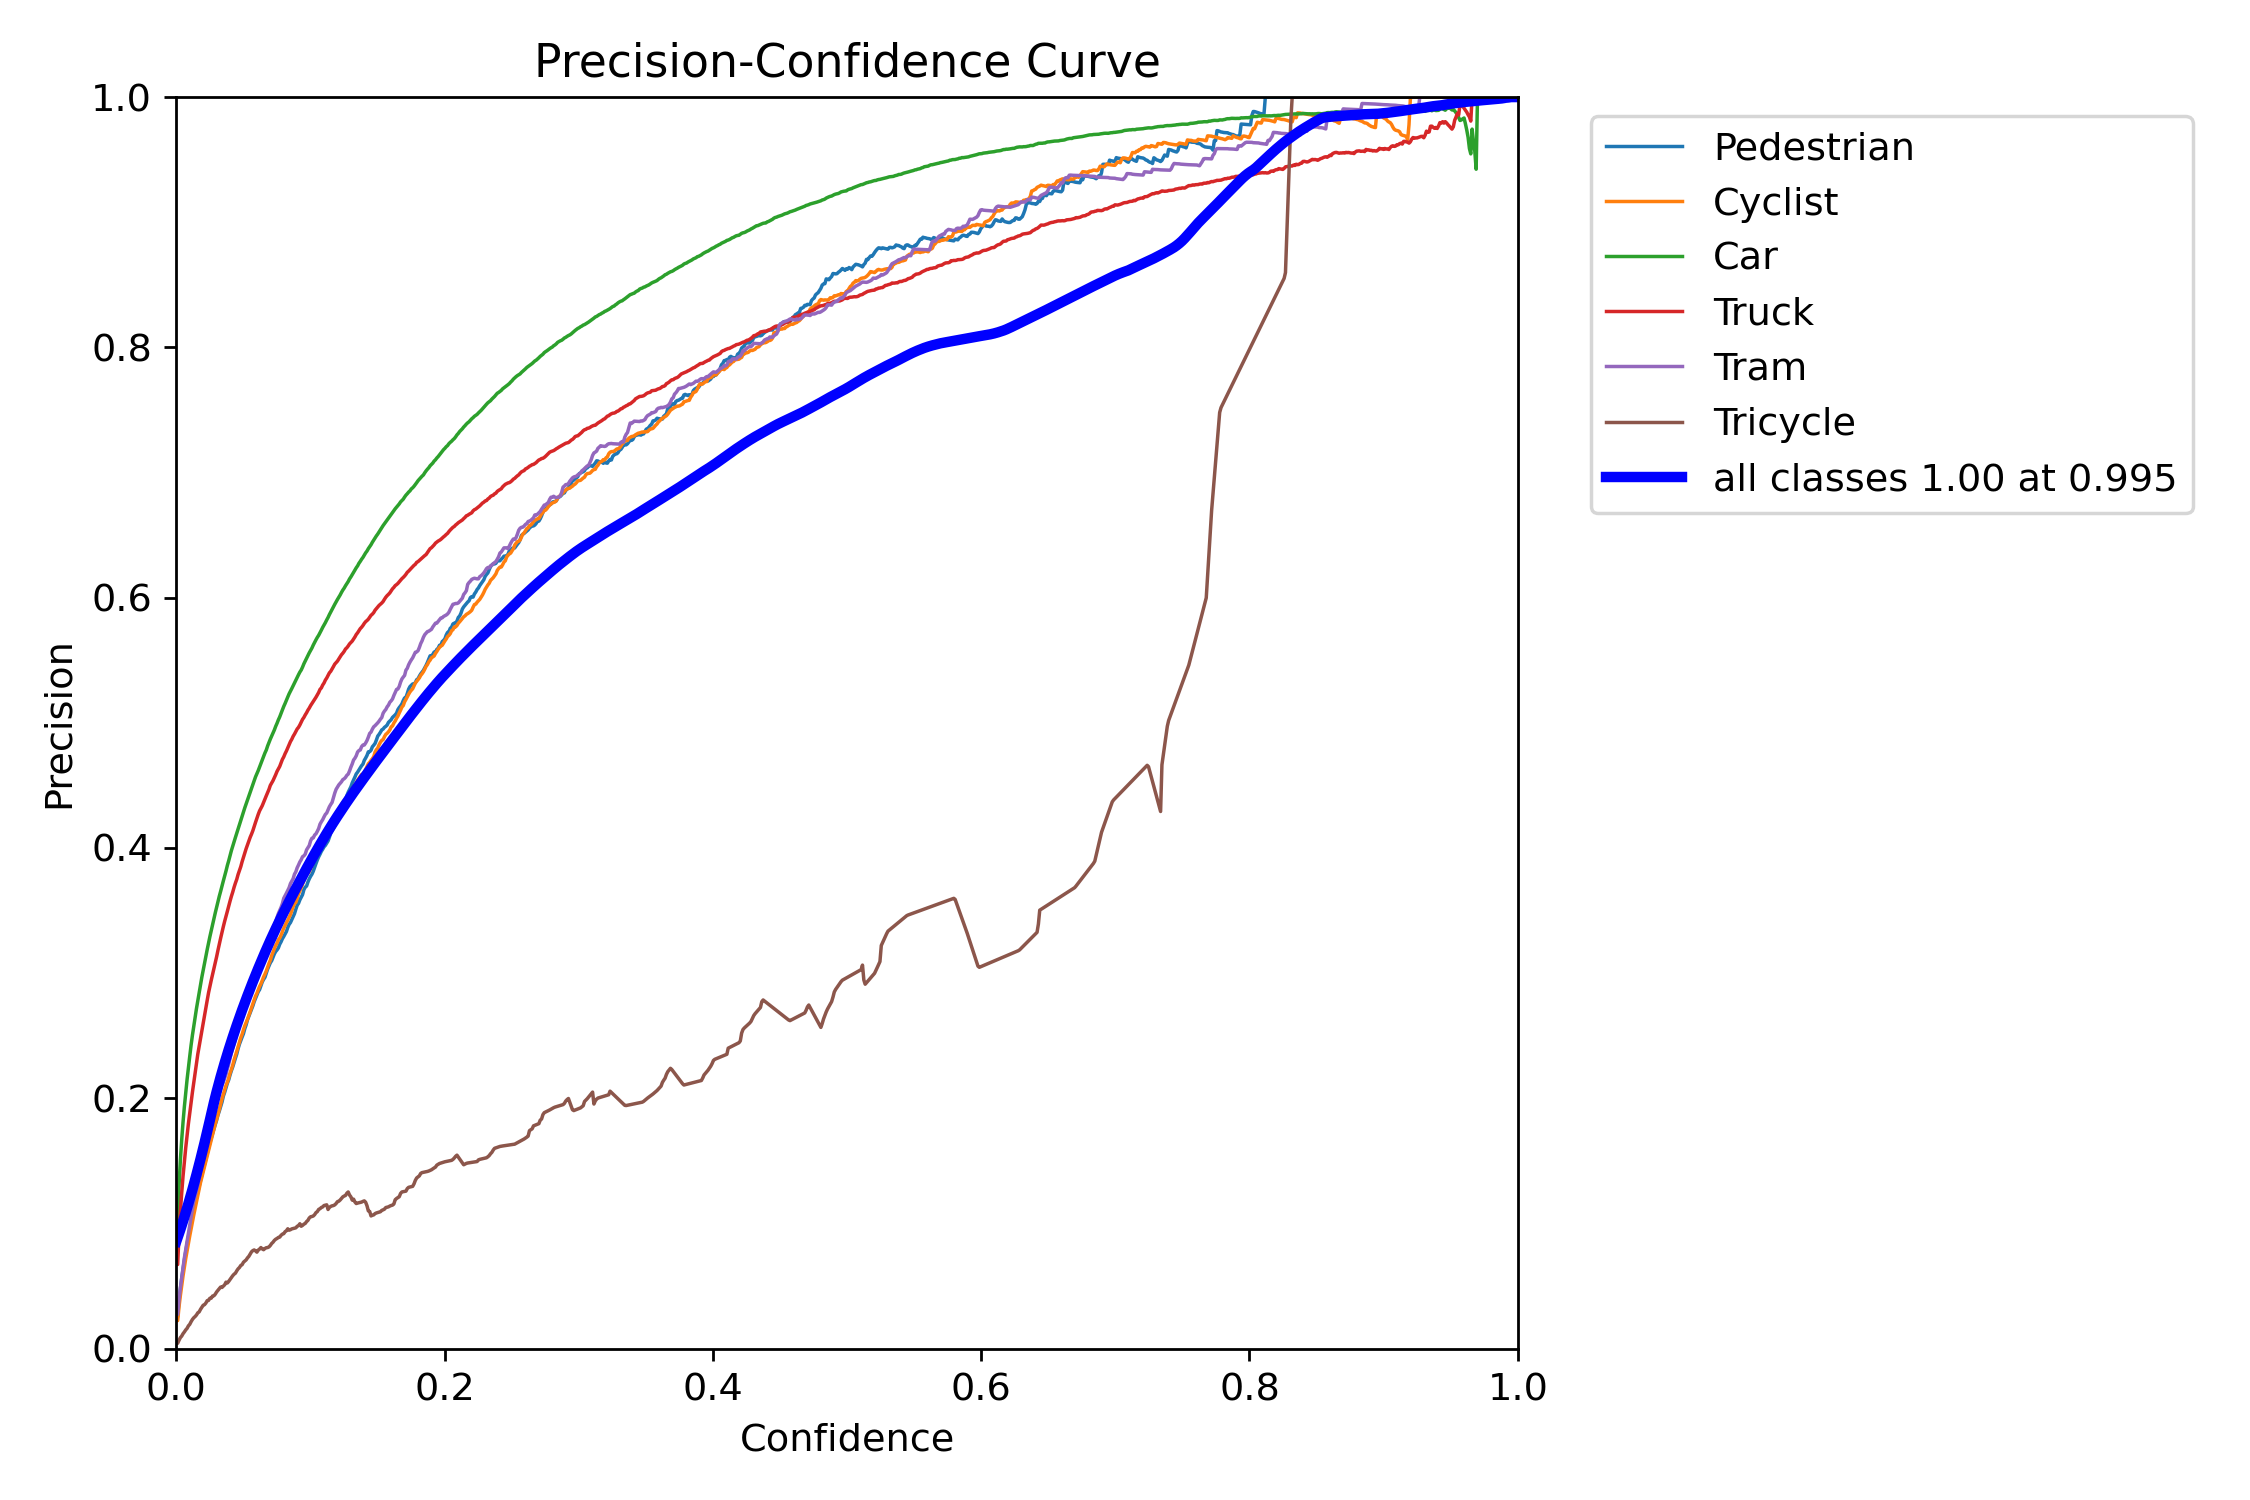 Precision-Confidence Curve
1.0
0.8
0.6
0.4
0.2
0.0
Precision
0.0 0.2 0.4 0.6 0.8 1.0
Confidence
Pedestrian
Cyclist
Car
Truck
Tram
Tricycle
all classes 1.00 at 0.995